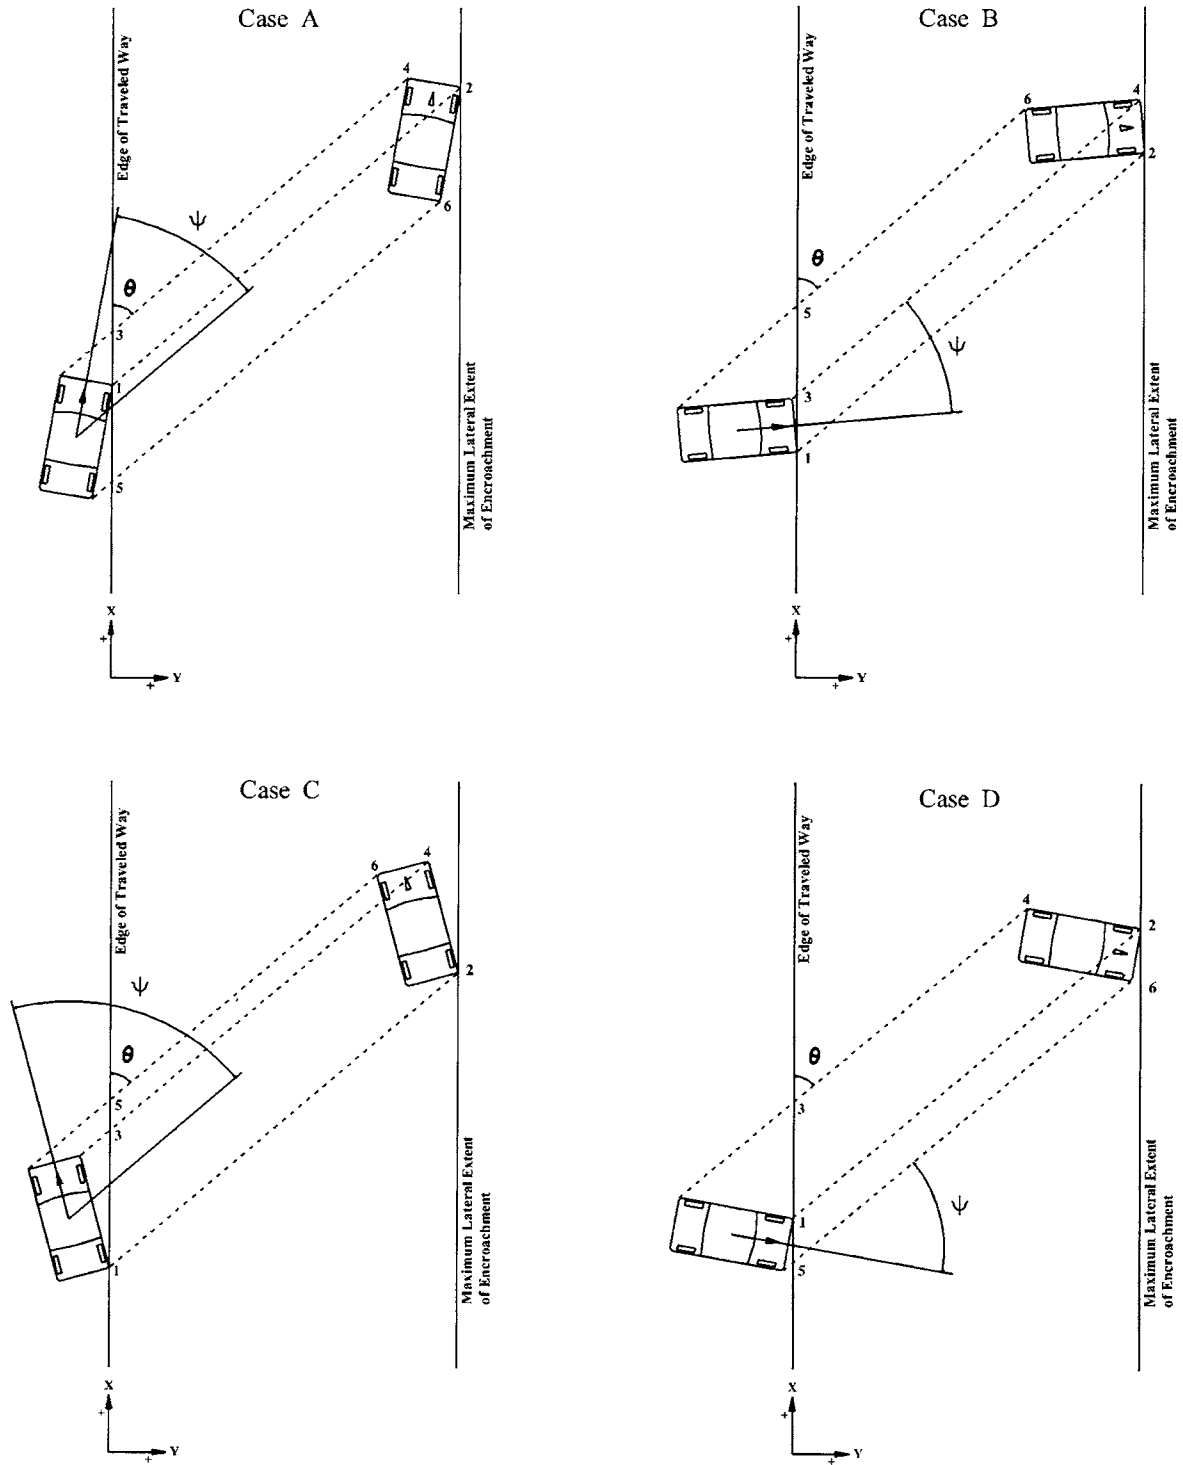 Case A
Edge of Traveled Way
4
2
ψ
θ
6
3
1
5
Maximum Lateral Extent
of Encroachment
X
+
Y
+
Case B
Edge of Traveled Way
6
4
2
θ
5
ψ
3
1
Maximum Lateral Extent
of Encroachment
X
+
Y
+
Case C
Edge of Traveled Way
6
4
2
ψ
θ
5
3
1
Maximum Lateral Extent
of Encroachment
X
+
Y
+
Case D
Edge of Traveled Way
4
2
6
θ
3
ψ
1
5
Maximum Lateral Extent
of Encroachment
X
+
Y
+